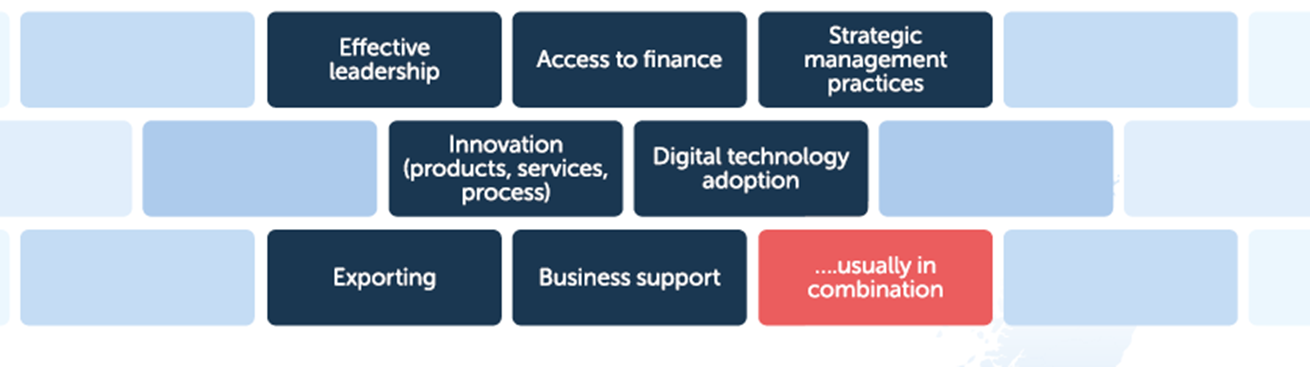 Effective
leadership
Access to finance
Strategic
management
practices
Innovation
(products, services,
process)
Digital technology
adoption
Exporting
Business support
....usually in
combination